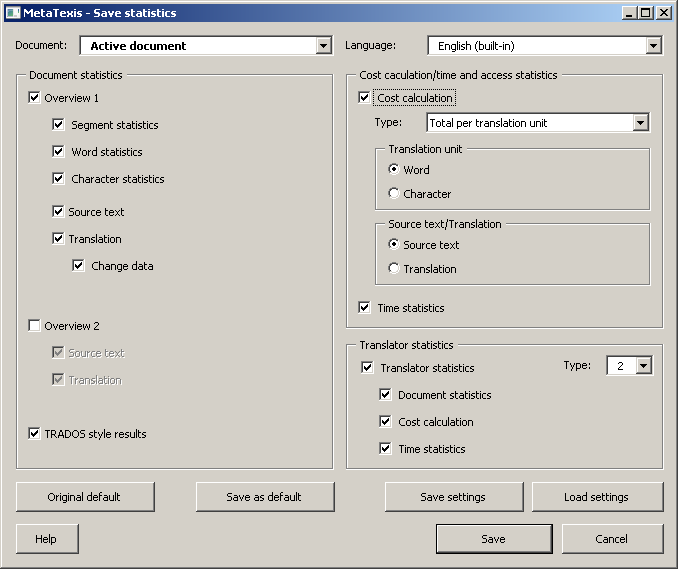 MetaTexis - Save statistics
Document: Active document
Language: English (built-in)
Document statistics
Overview 1
Segment statistics
Word statistics
Character statistics
Source text
Translation
Change data
Overview 2
Source text
Translation
TRADOS style results
Cost caculation/time and access statistics
Cost calculation
Type: Total per translation unit
Translation unit
Word
Character
Source text/Translation
Source text
Translation
Time statistics
Translator statistics
Translator statistics Type: 2
Document statistics
Cost calculation
Time statistics
Original default Save as default Save settings Load settings
Help Save Cancel